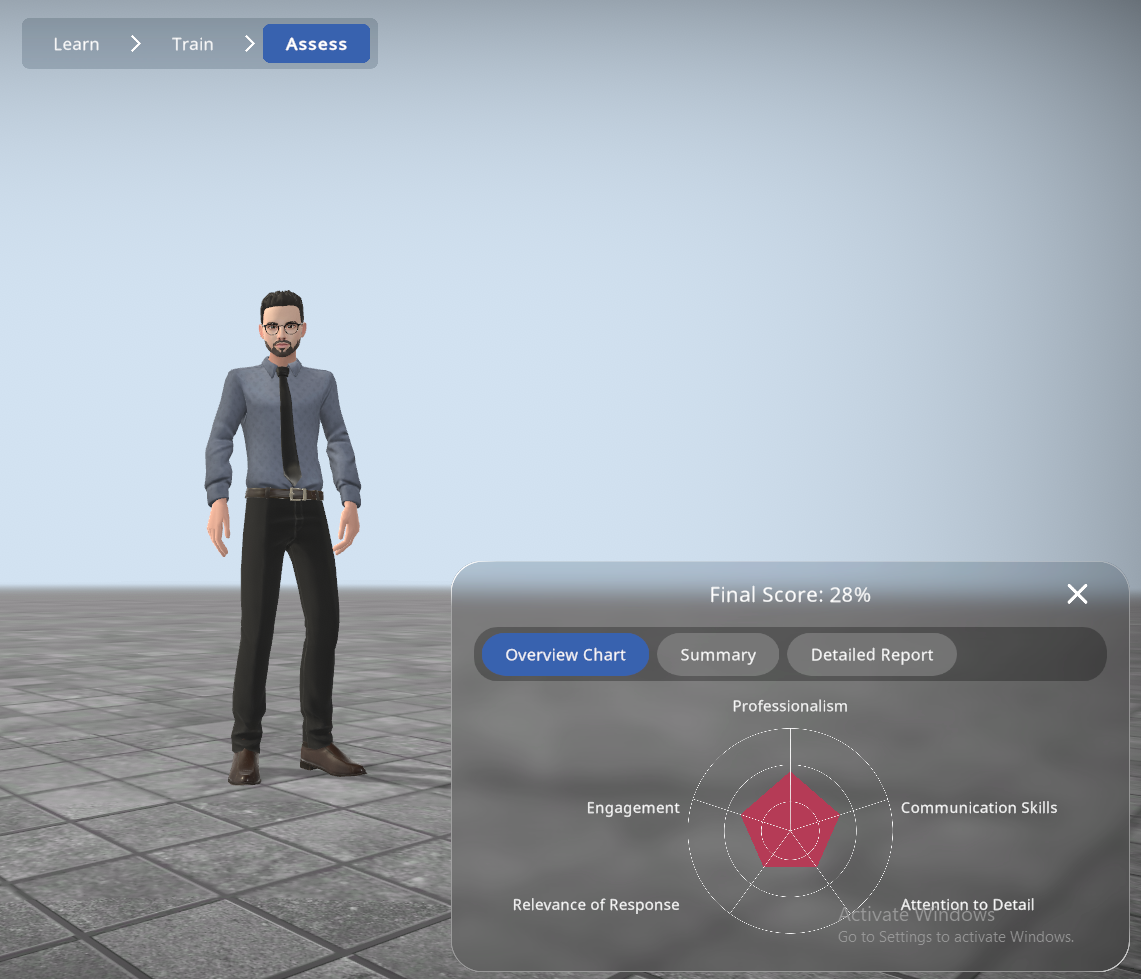 Learn
Train
Assess
Final Score: 28%
Overview Chart
Summary
Detailed Report
Professionalism
Engagement
Communication Skills
Relevance of Response
Attention to Detail
Activate Windows
Go to Settings to activate Windows.